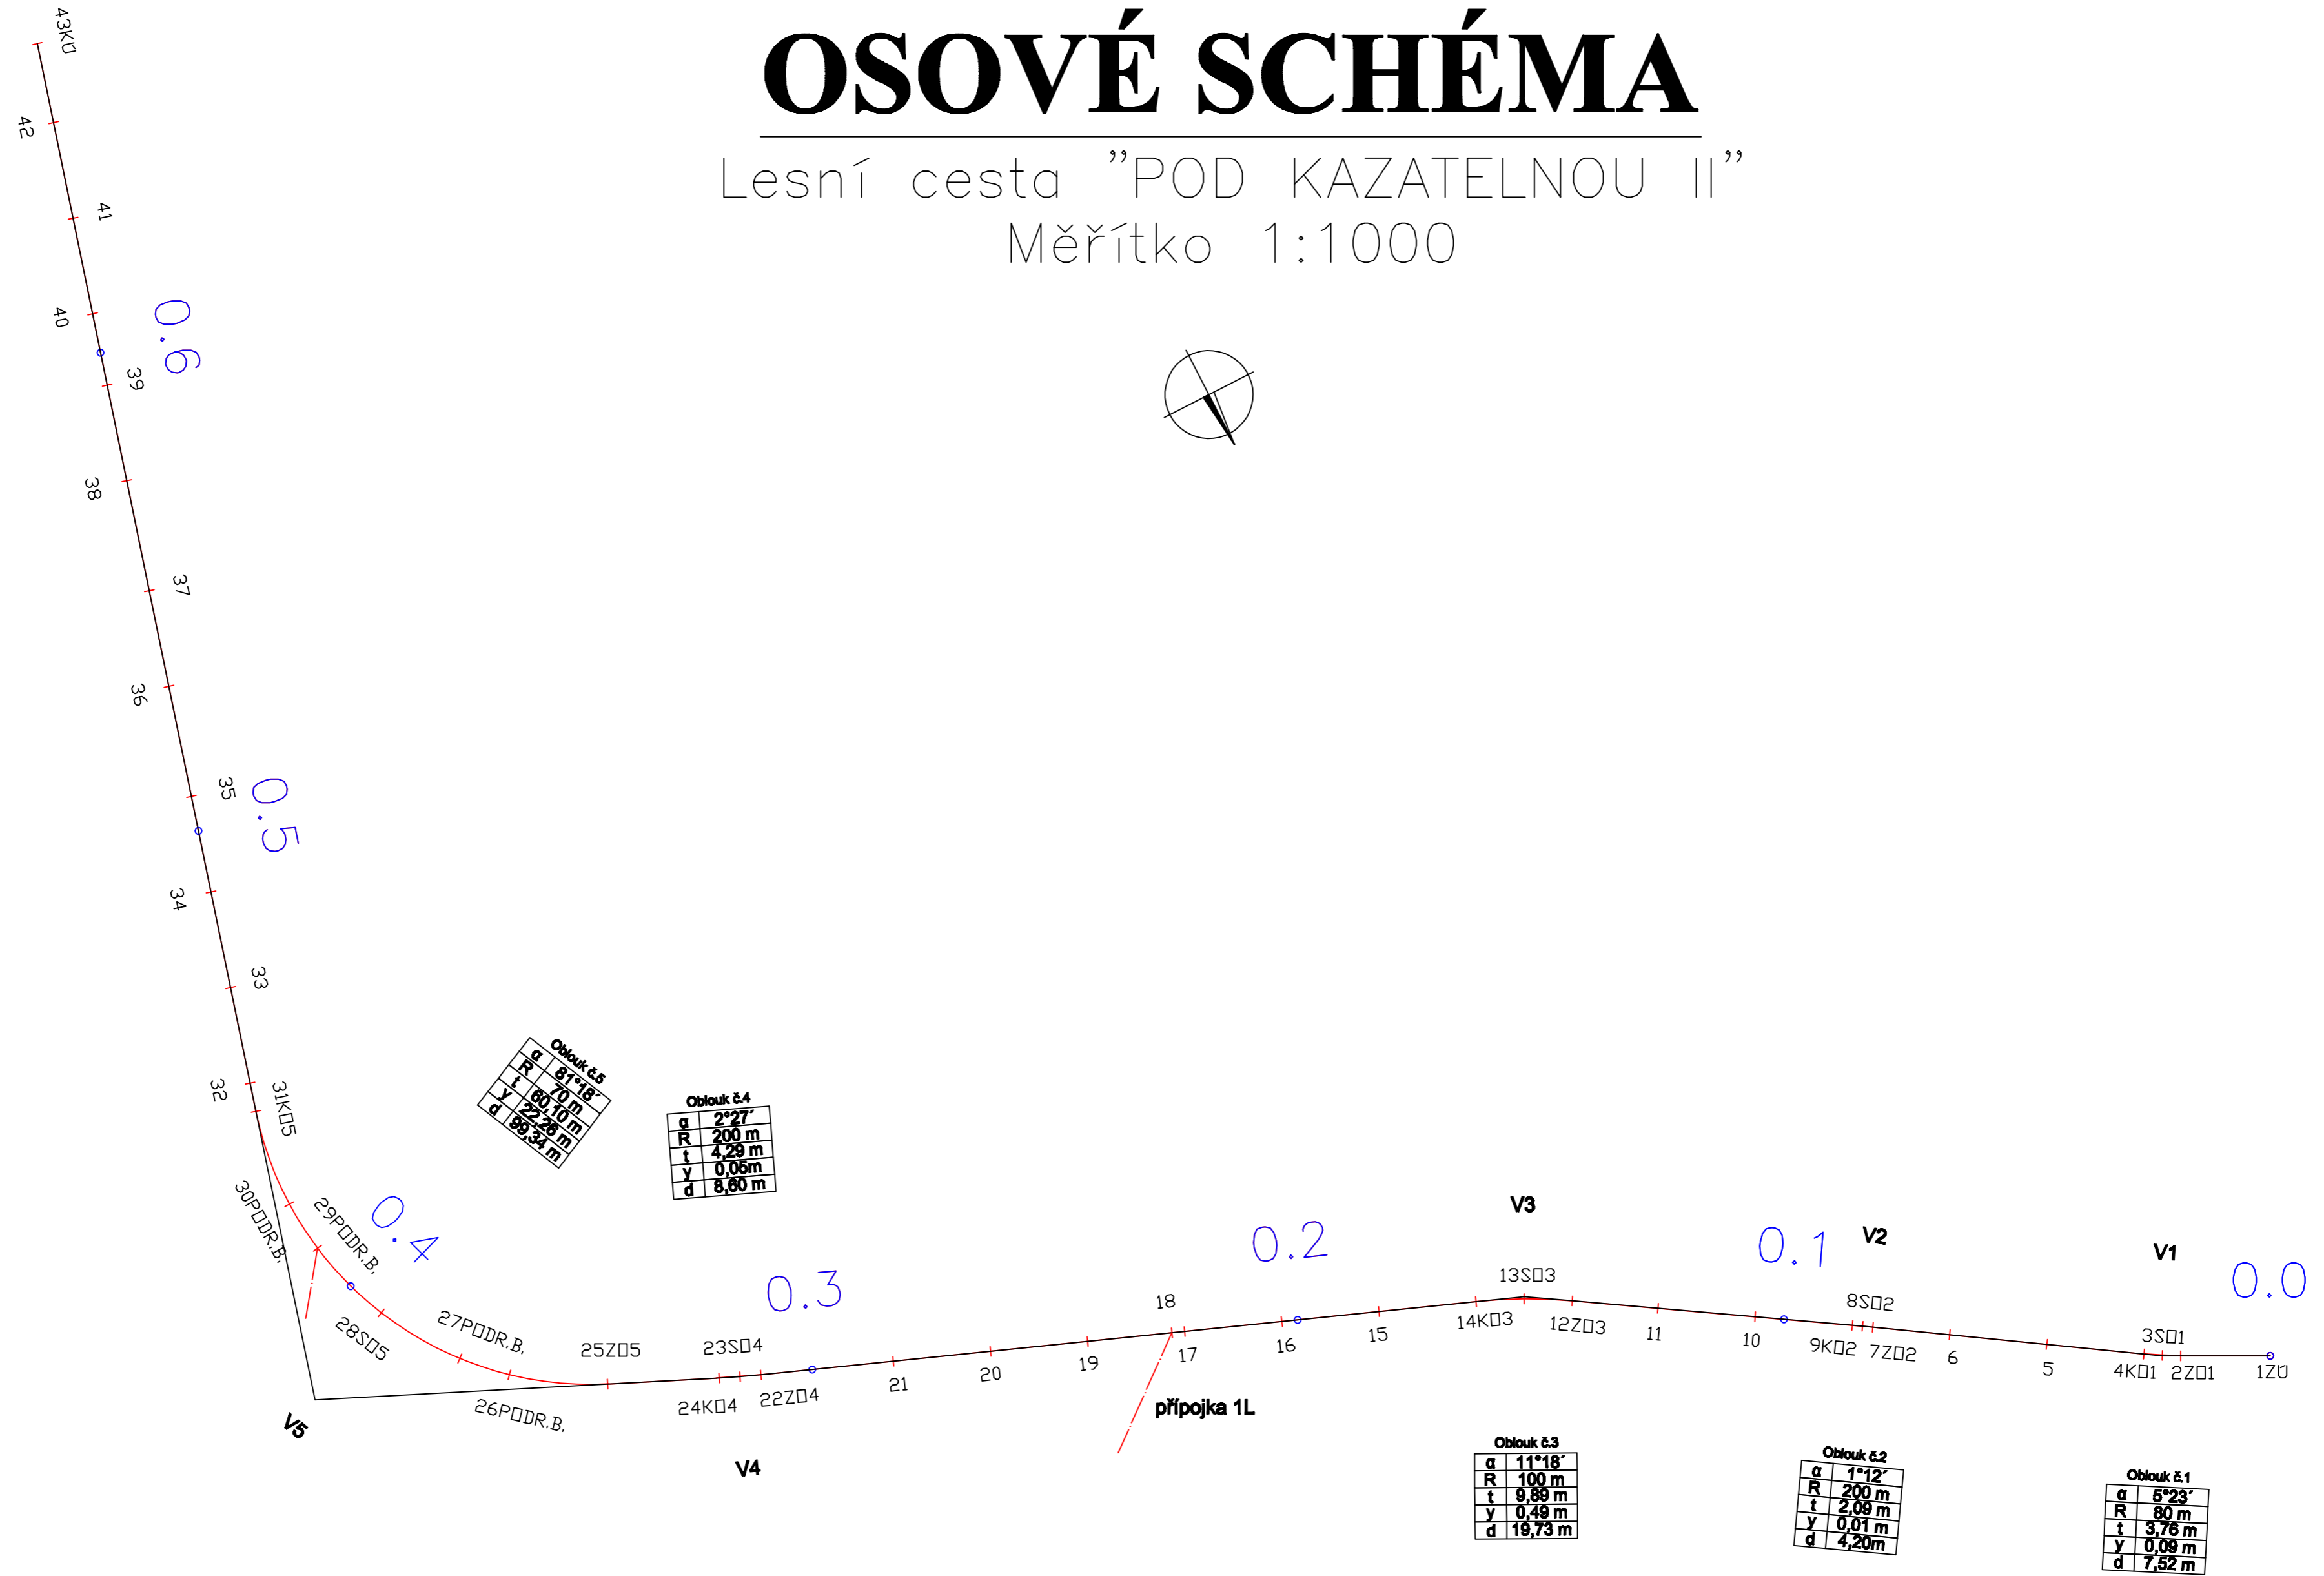 OSOVÉ SCHÉMA
Lesní cesta "POD KAZATELNOU II"
Měřítko 1:1000
43KÚ
42
41
40
0.6
39
38
37
36
35
0.5
34
33
32
31KO5
30PODR.B.
29PODR.B.
0.4
28SO5
27PODR.B.
26PODR.B.
V5
25ZO5
24KO4
23SO4
22ZO4
V4
0.3
21
20
19
18
17
přípojka 1L
0.2
16
15
14KO3
13SO3
V3
12ZO3
11
10
0.1
9KO2
8SO2
7ZO2
V2
6
5
4KO1
3SO1
2ZO1
V1
1ZÚ
0.0
Oblouk č.5
α 81°18´
R 70 m
t 60,10 m
y 22,26 m
d 99,34 m
Oblouk č.4
α 2°27´
R 200 m
t 4,29 m
y 0,05m
d 8,60 m
Oblouk č.3
α 11°18´
R 100 m
t 9,89 m
y 0,49 m
d 19,73 m
Oblouk č.2
α 1°12´
R 200 m
t 2,09 m
y 0,01 m
d 4,20m
Oblouk č.1
α 5°23´
R 80 m
t 3,76 m
y 0,09 m
d 7,52 m